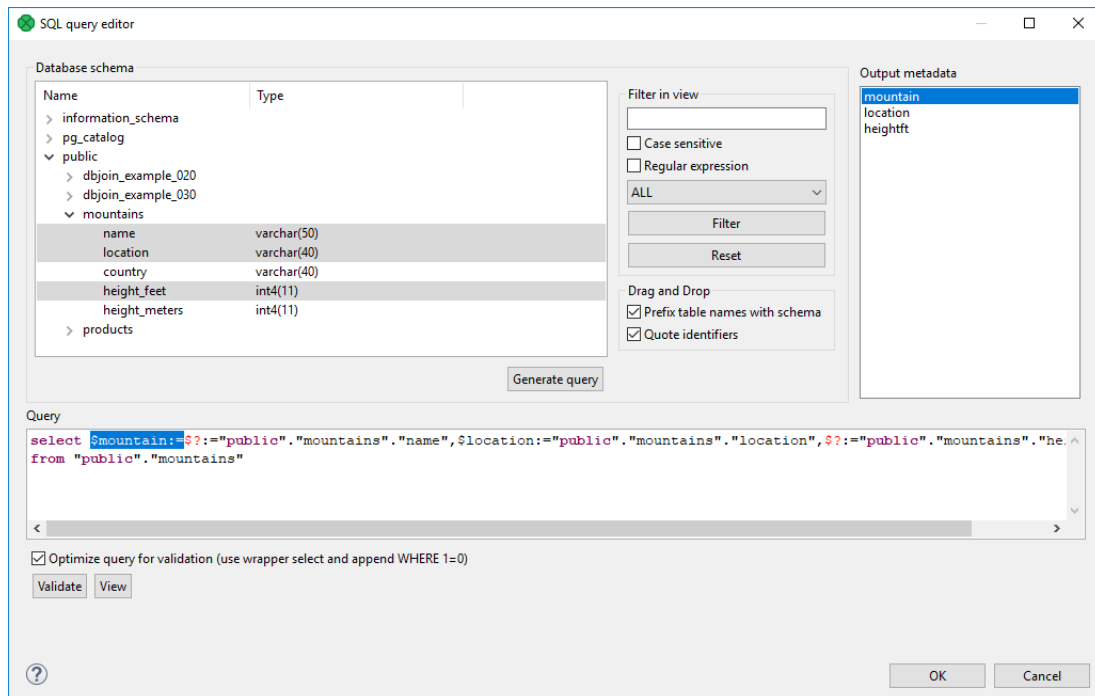 SQL query editor
Database schema
Name Type
information_schema
pg_catalog
public
dbjoin_example_020
dbjoin_example_030
mountains
name varchar(50)
location varchar(40)
country varchar(40)
height_feet int4(11)
height_meters int4(11)
products
Generate query
Filter in view
Case sensitive
Regular expression
ALL
Filter
Reset
Drag and Drop
Prefix table names with schema
Quote identifiers
Output metadata
mountain
location
heightft
Query
select $mountain:=$?:="public"."mountains"."name",$location:="public"."mountains"."location",$?:="public"."mountains"."he
from "public"."mountains"
Optimize query for validation (use wrapper select and append WHERE 1=0)
Validate View
? OK Cancel